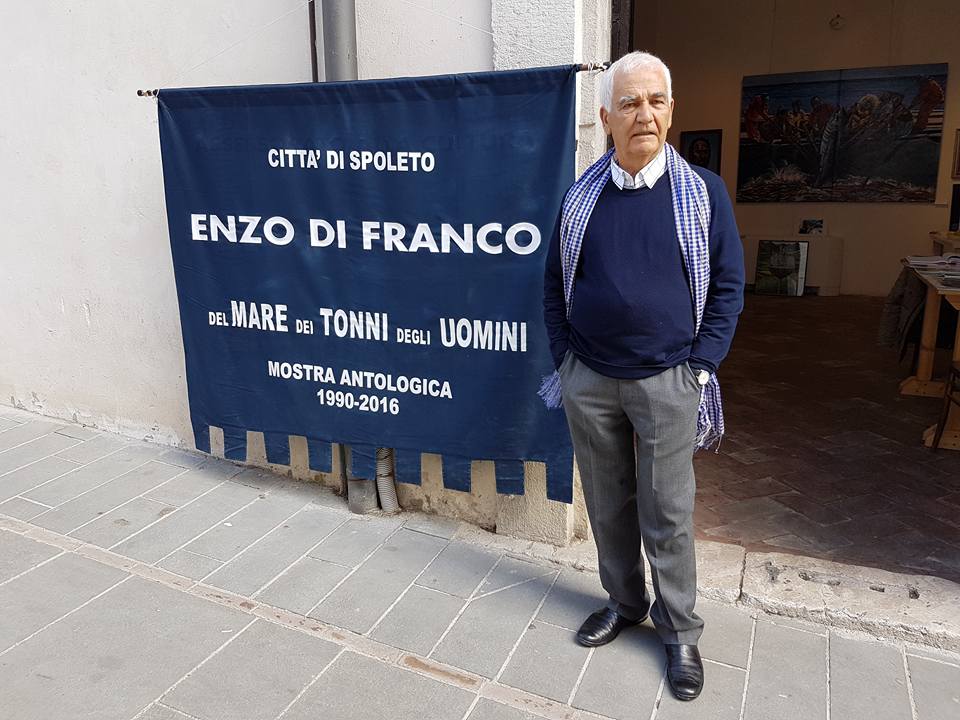 CITTA' DI SPOLETO
ENZO DI FRANCO
DEL MARE DEI TONNI DEGLI UOMINI
MOSTRA ANTOLOGICA
1990-2016